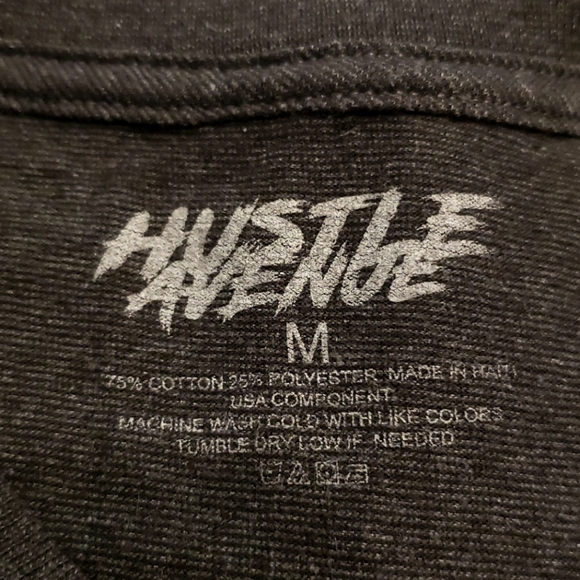 HUSTLE
AVENUE
M
75% COTTON 25% POLYESTER MADE IN HAITI
USA COMPONENT
MACHINE WASH COLD WITH LIKE COLORS
TUMBLE DRY LOW IF NEEDED